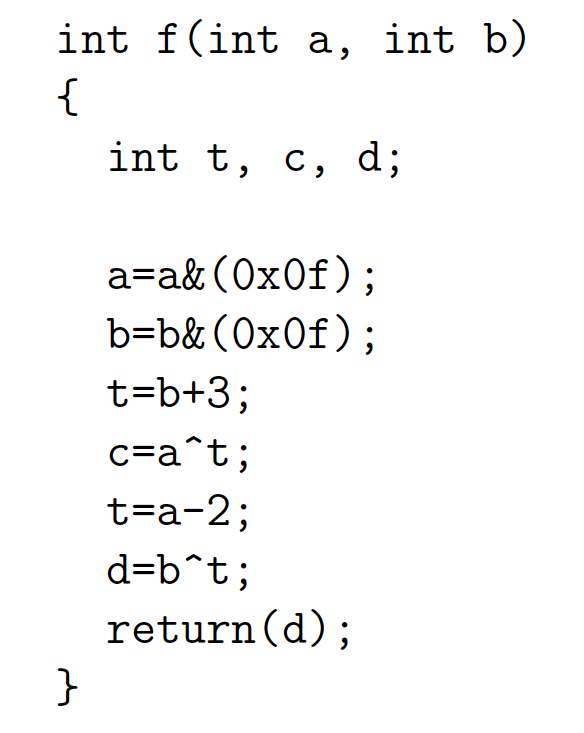 int f(int a, int b)
{
  int t, c, d;

  a=a&(0x0f);
  b=b&(0x0f);
  t=b+3;
  c=a^t;
  t=a-2;
  d=b^t;
  return(d);
}